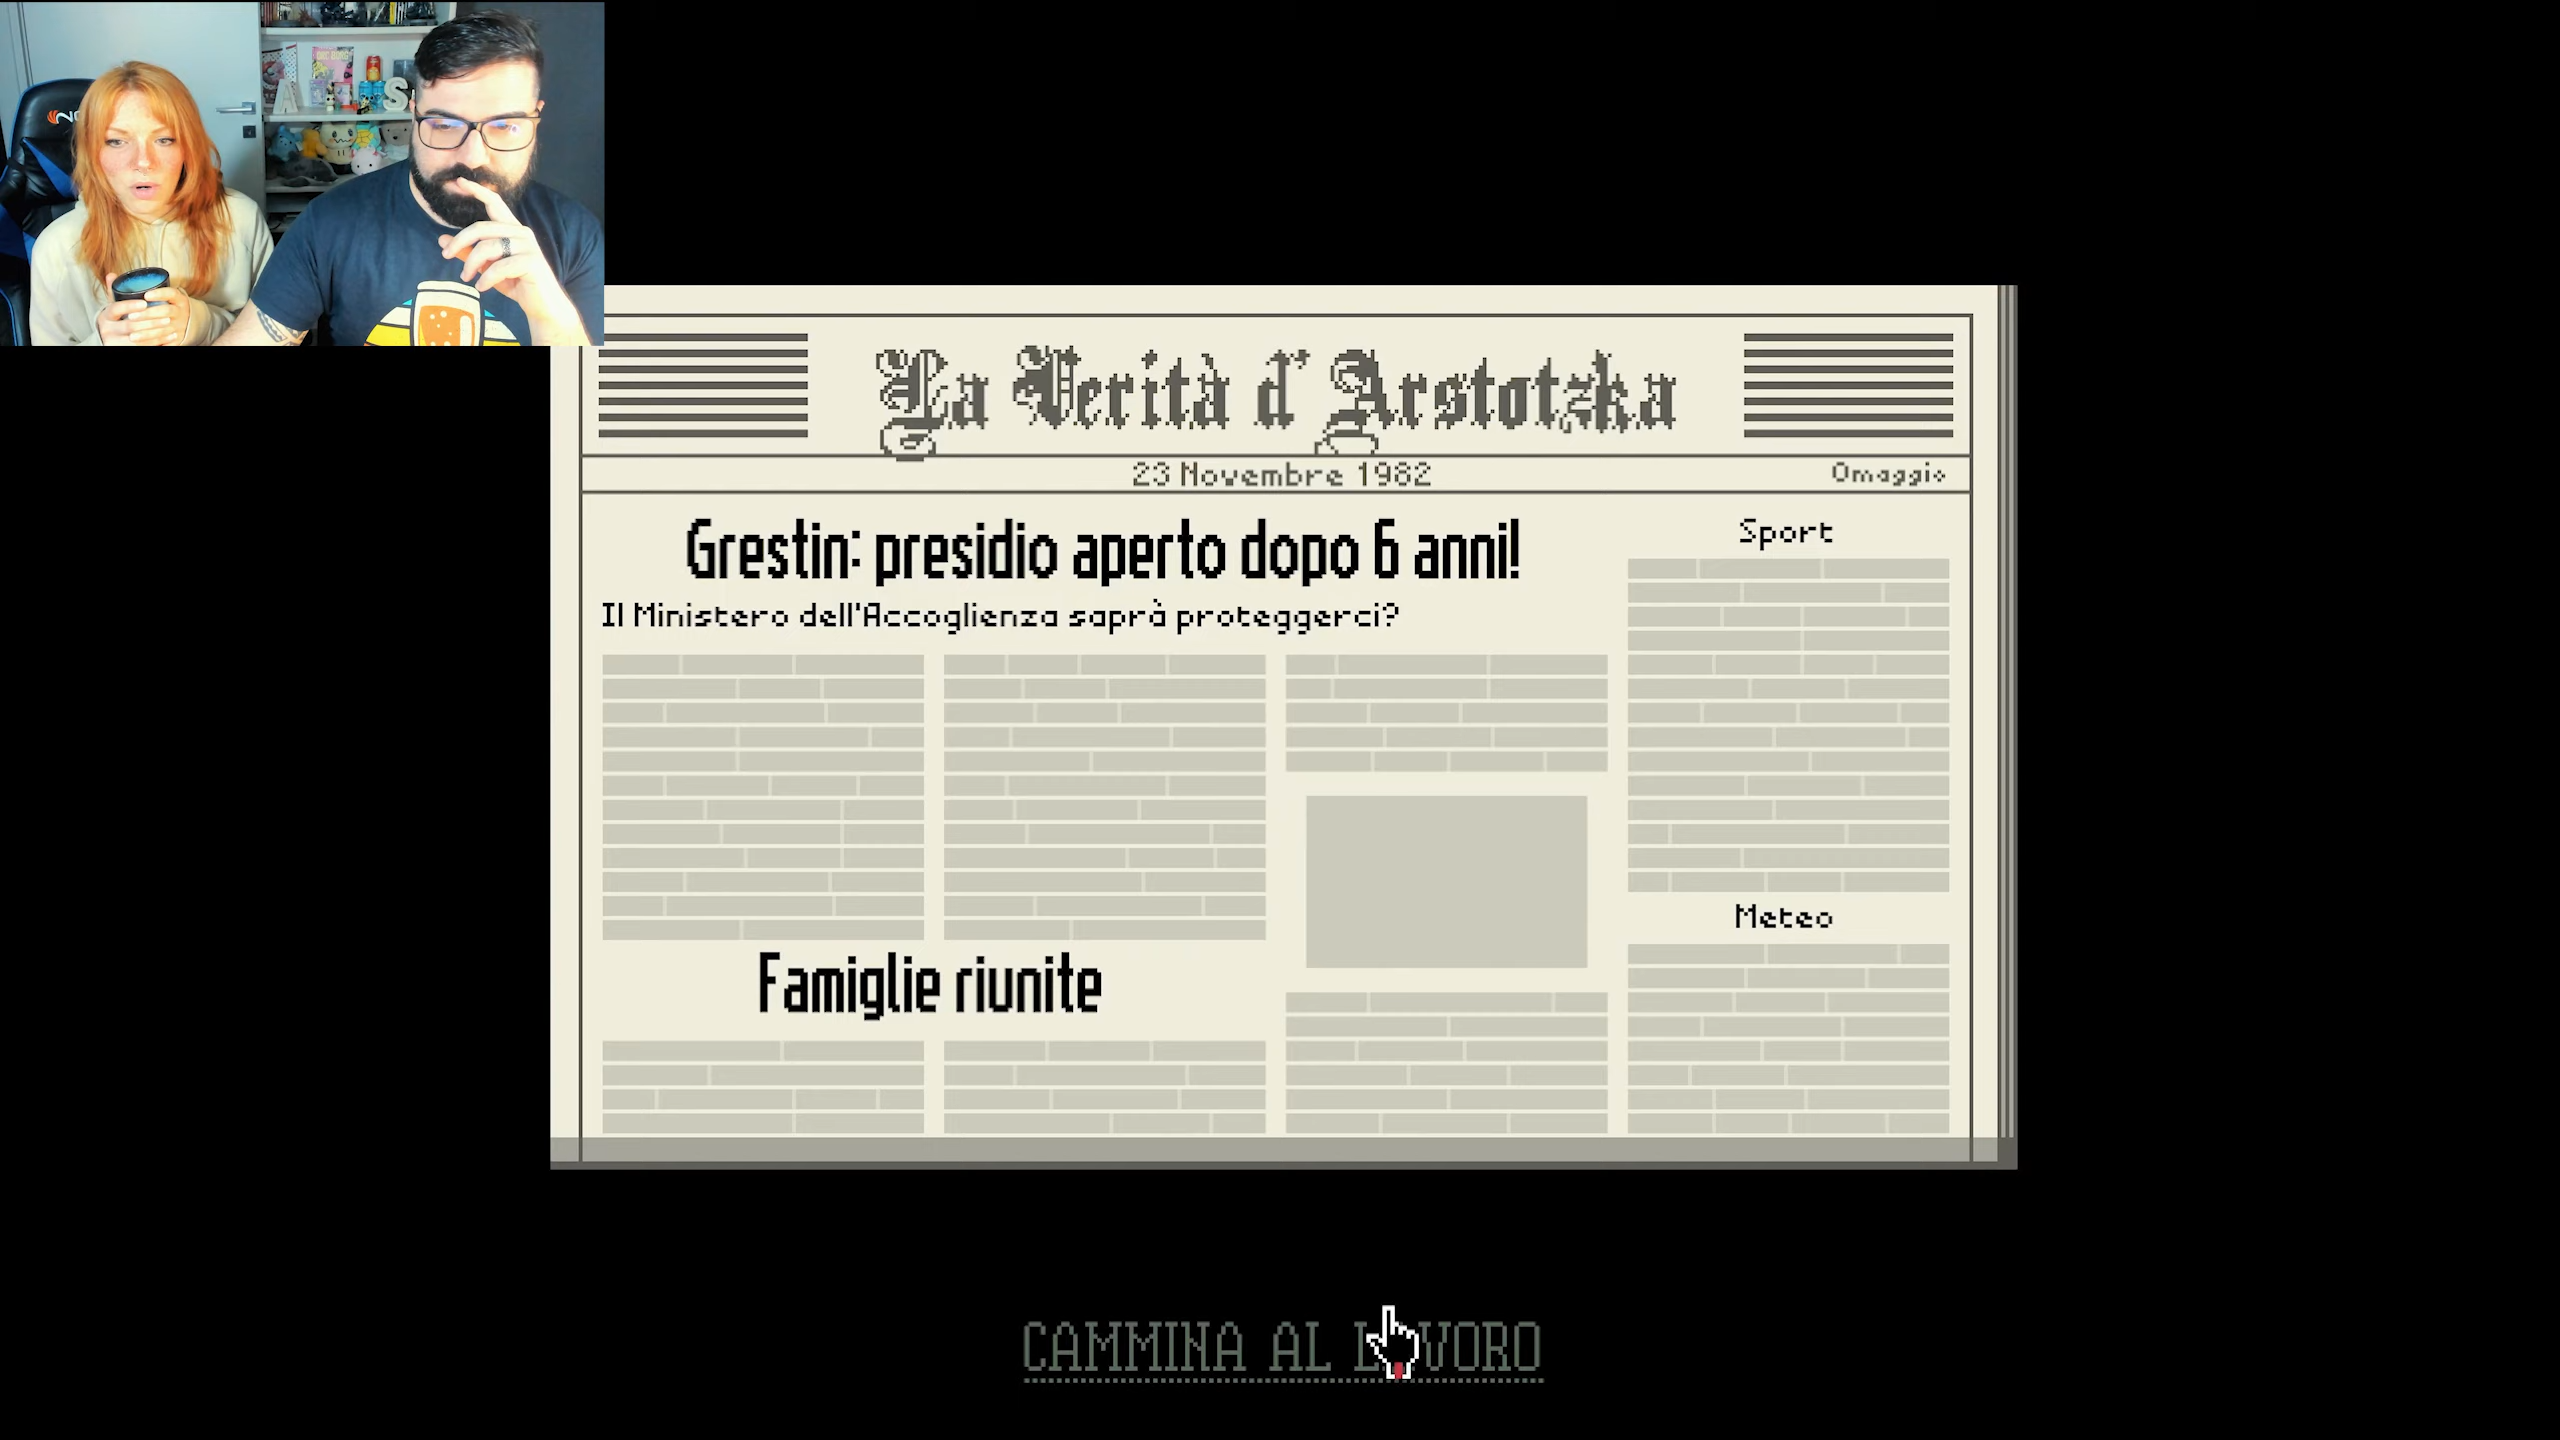 A
S
La Verità d'Arstotzka
23 Novembre 1982
Omaggio
Grestin: presidio aperto dopo 6 anni!
Il Ministero dell'Accoglienza saprà proteggerci?
Sport
Meteo
Famiglie riunite
CAMMINA AL LAVORO